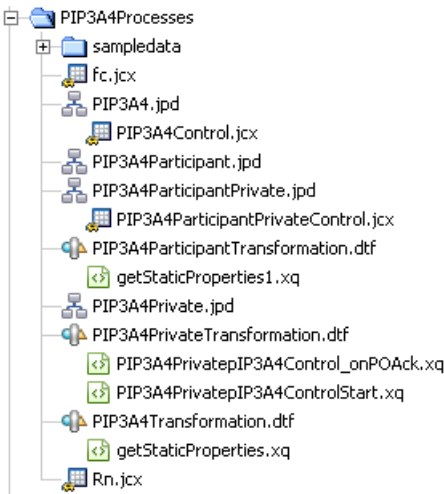 PIP3A4Processes
sampledata
fc.jcx
PIP3A4.jpd
PIP3A4Control.jcx
PIP3A4Participant.jpd
PIP3A4ParticipantPrivate.jpd
PIP3A4ParticipantPrivateControl.jcx
PIP3A4ParticipantTransformation.dtf
getStaticProperties1.xq
PIP3A4Private.jpd
PIP3A4PrivateTransformation.dtf
PIP3A4PrivatepIP3A4Control_onPOAck.xq
PIP3A4PrivatepIP3A4ControlStart.xq
PIP3A4Transformation.dtf
getStaticProperties.xq
Rn.jcx